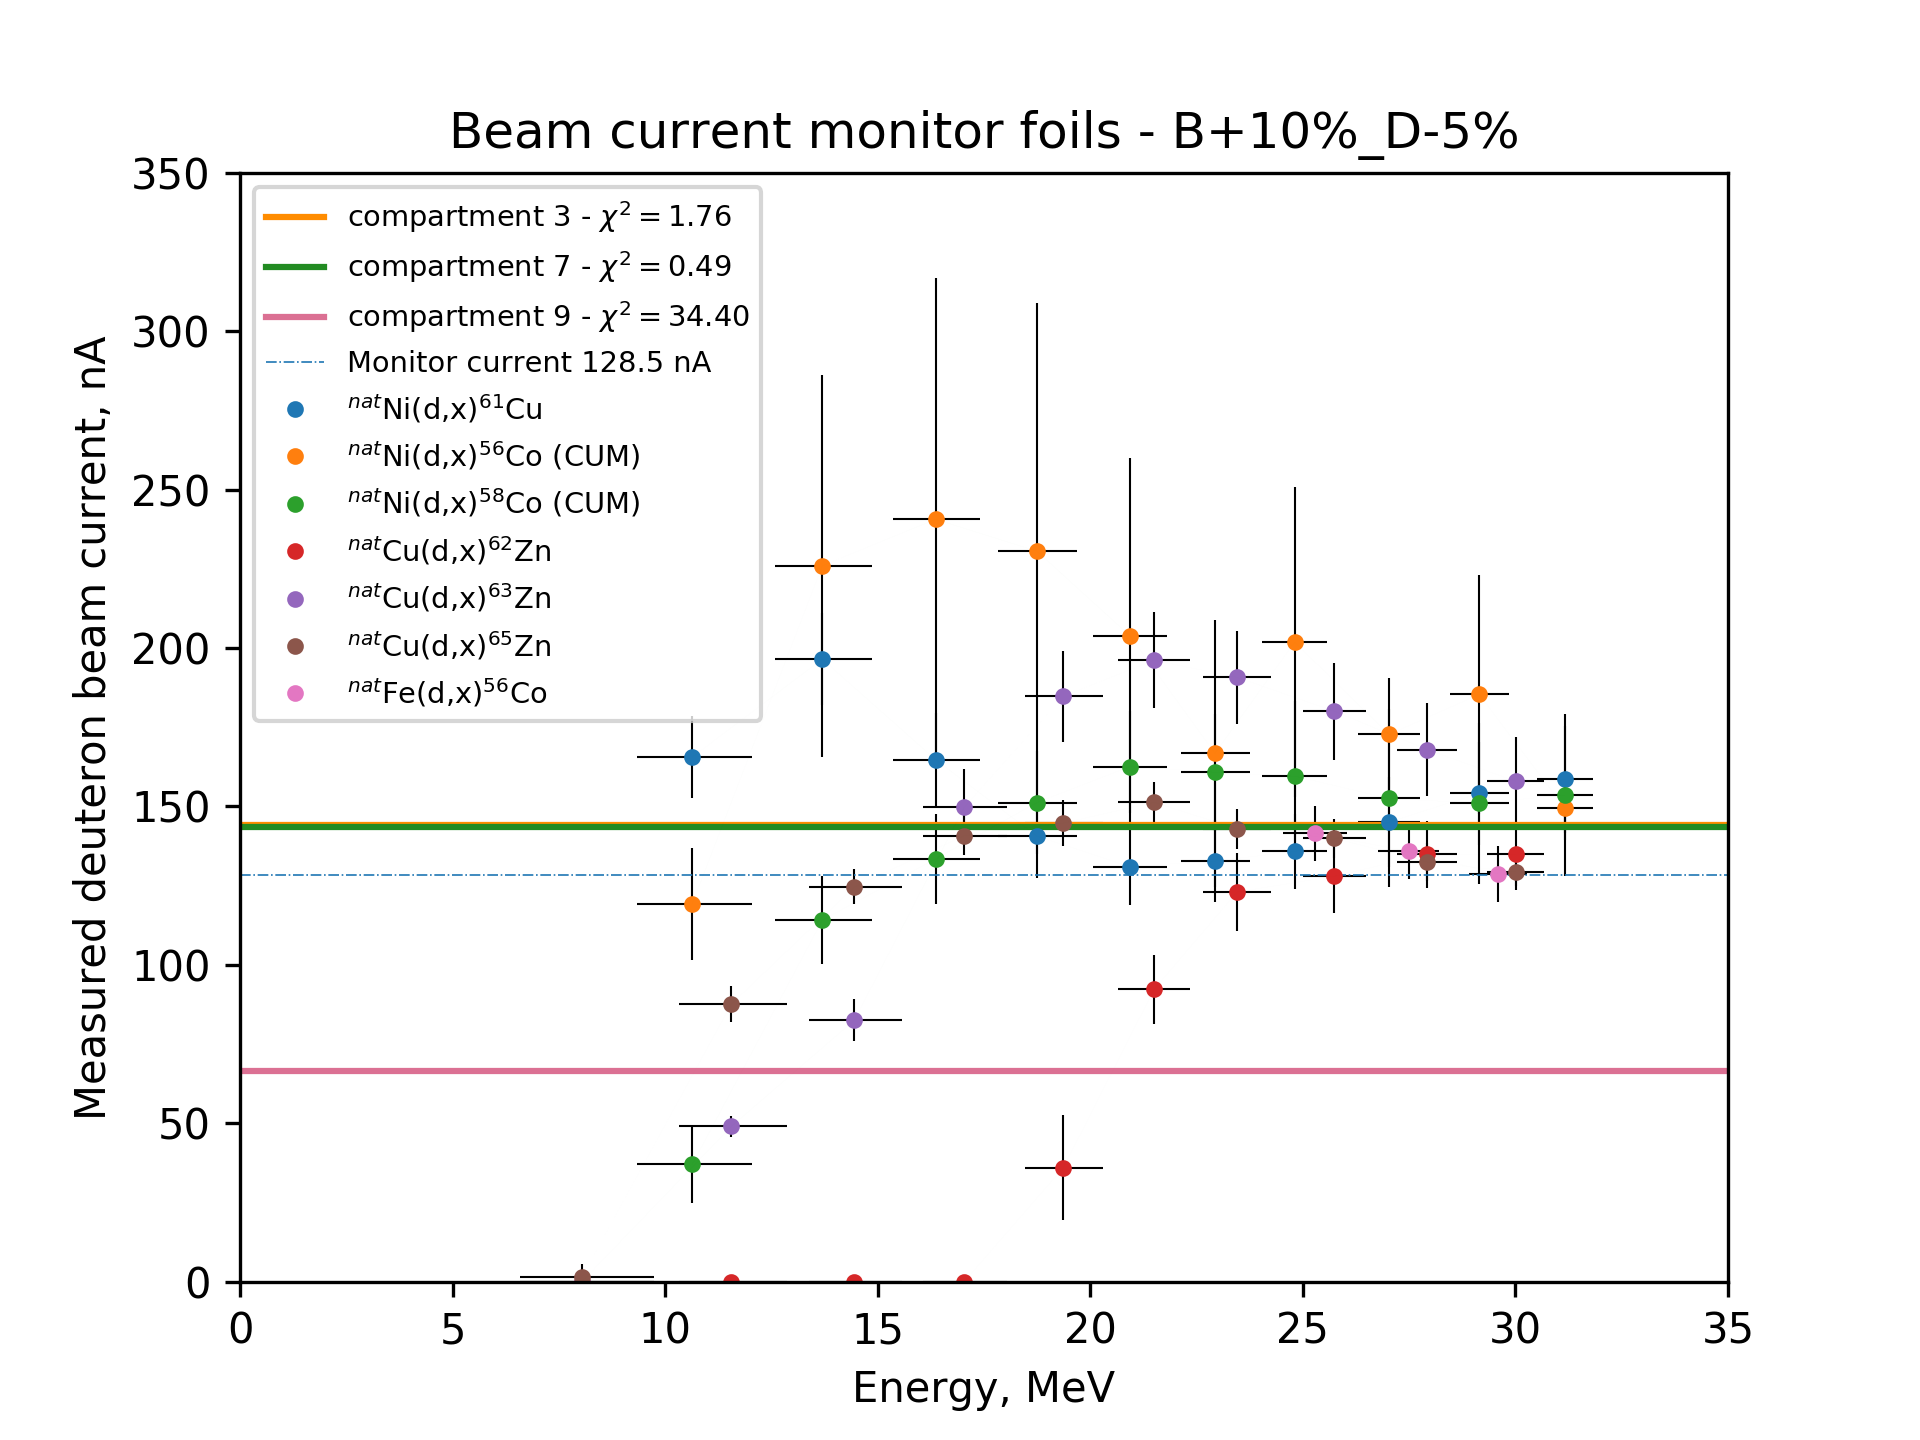 Beam current monitor foils - B+10%_D-5%
Measured deuteron beam current, nA
350
300
250
200
150
100
50
0
compartment 3 - χ² = 1.76
compartment 7 - χ² = 0.49
compartment 9 - χ² = 34.40
Monitor current 128.5 nA
ⁿᵃᵗNi(d,x)⁶¹Cu
ⁿᵃᵗNi(d,x)⁵⁶Co (CUM)
ⁿᵃᵗNi(d,x)⁵⁸Co (CUM)
ⁿᵃᵗCu(d,x)⁶²Zn
ⁿᵃᵗCu(d,x)⁶³Zn
ⁿᵃᵗCu(d,x)⁶⁵Zn
ⁿᵃᵗFe(d,x)⁵⁶Co
0 5 10 15 20 25 30 35
Energy, MeV